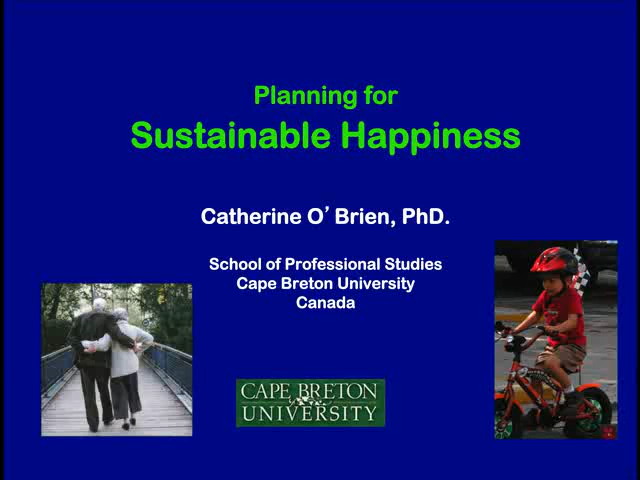 Planning for
Sustainable Happiness
Catherine O’ Brien, PhD.
School of Professional Studies
Cape Breton University
Canada
CAPE BRETON
UNIVERSITY